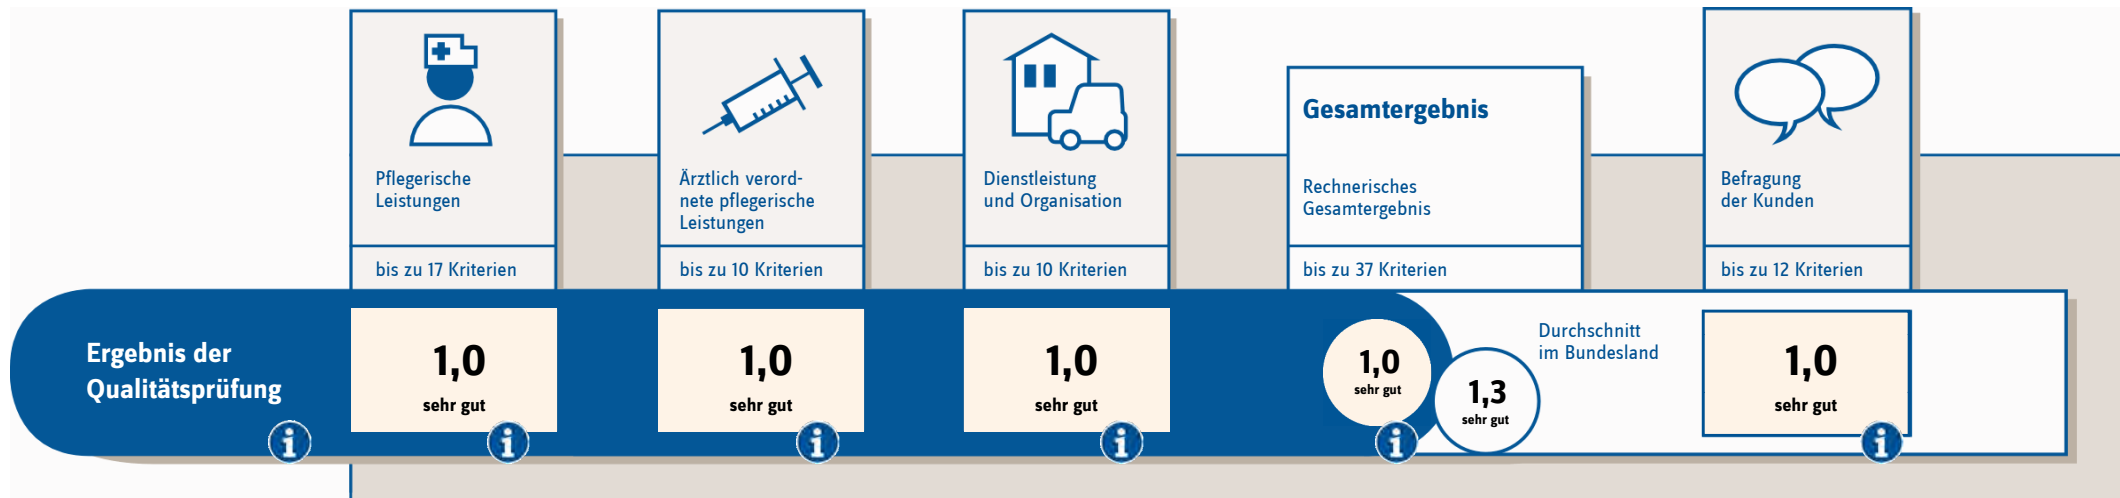 Pflegerische
Leistungen
bis zu 17 Kriterien
Ärztlich verord-
nete pflegerische
Leistungen
bis zu 10 Kriterien
Dienstleistung
und Organisation
bis zu 10 Kriterien
Gesamtergebnis
Rechnerisches
Gesamtergebnis
bis zu 37 Kriterien
Befragung
der Kunden
bis zu 12 Kriterien
Ergebnis der
Qualitätsprüfung
i
1,0
sehr gut
i
1,0
sehr gut
i
1,0
sehr gut
i
1,0
sehr gut
i
1,3
sehr gut
Durchschnitt
im Bundesland
1,0
sehr gut
i